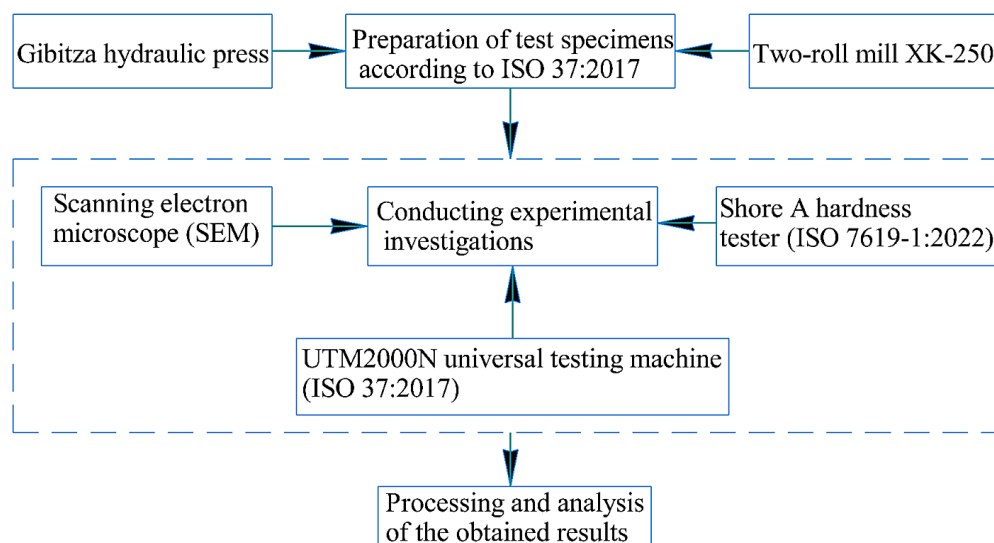 Gibitza hydraulic press
Preparation of test specimens
according to ISO 37:2017
Two-roll mill XK-250
Scanning electron
microscope (SEM)
Conducting experimental
investigations
Shore A hardness
tester (ISO 7619-1:2022)
UTM2000N universal testing machine
(ISO 37:2017)
Processing and analysis
of the obtained results